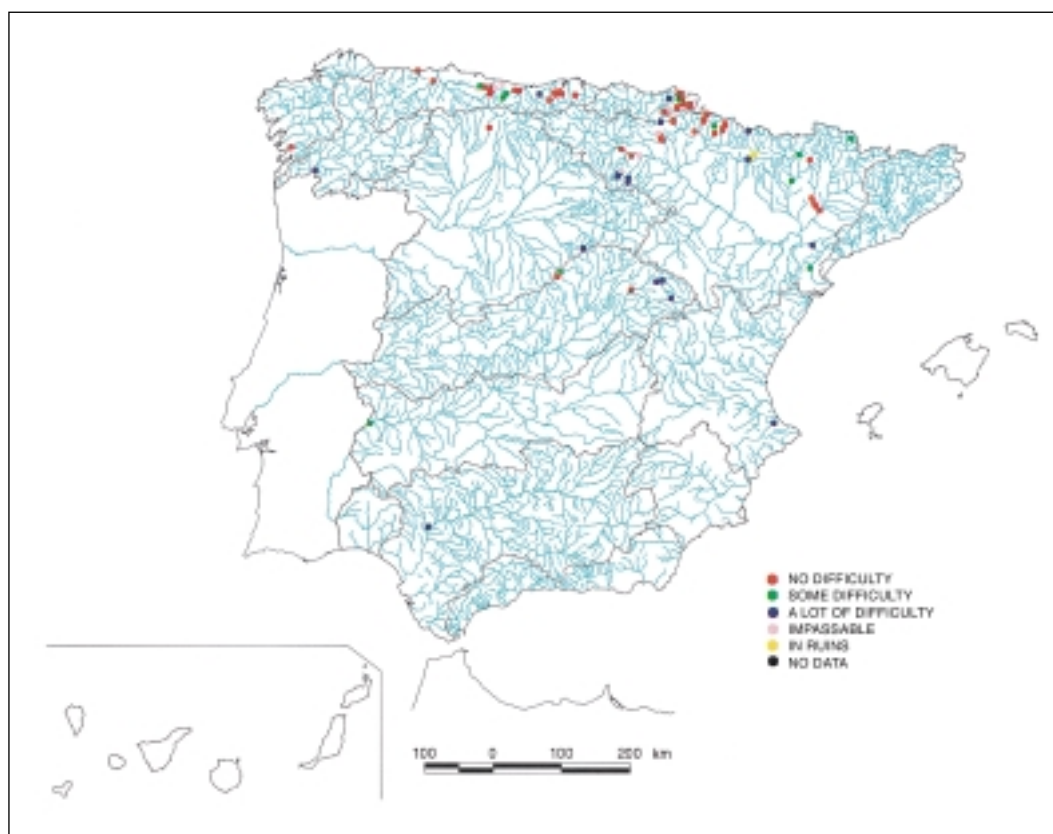 NO DIFFICULTY
SOME DIFFICULTY
A LOT OF DIFFICULTY
IMPASSABLE
IN RUINS
NO DATA
100 0 100 200 km